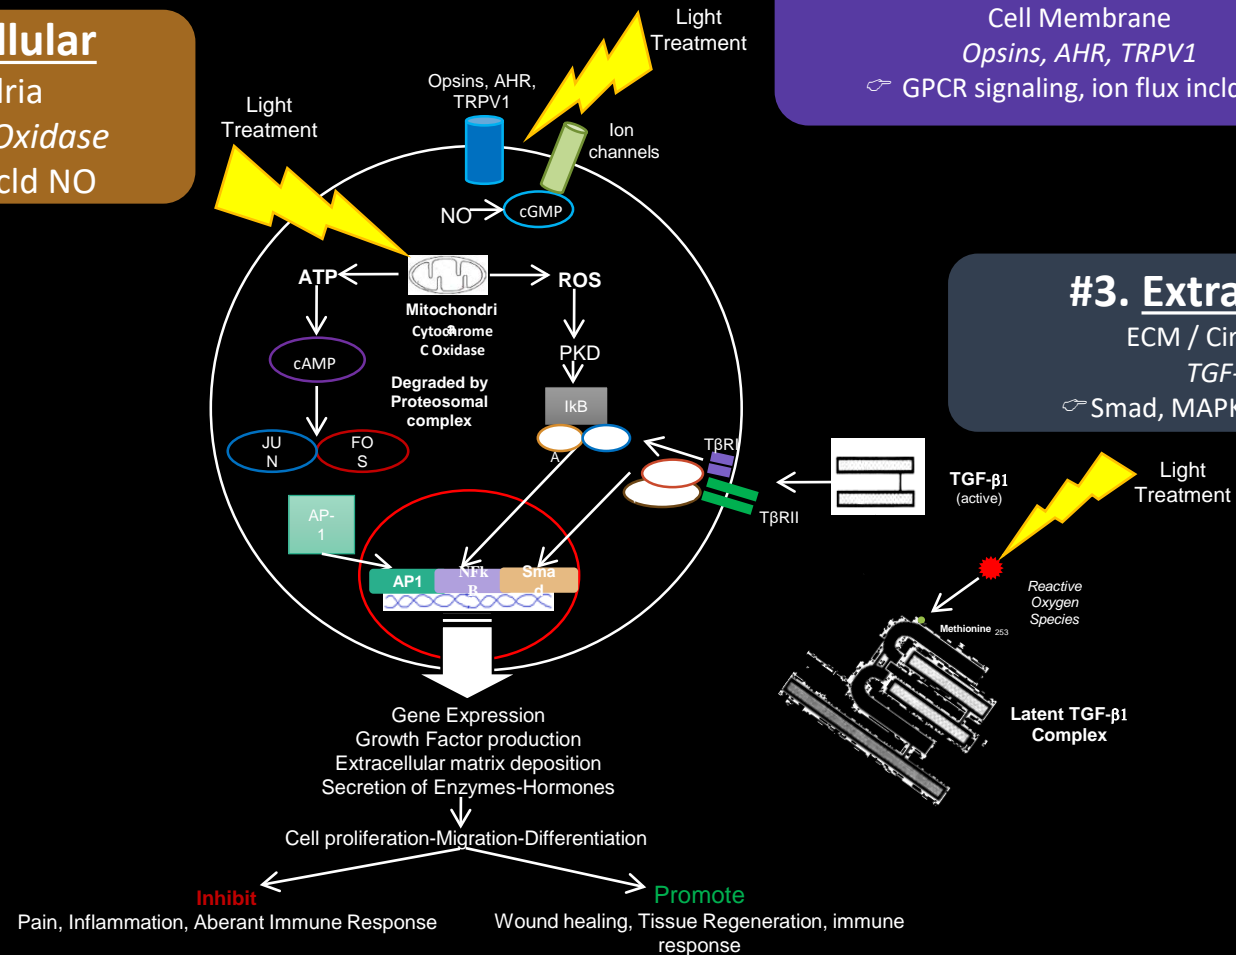 llular
dria
Oxidase
cld NO
Cell Membrane
Opsins, AHR, TRPV1
☞ GPCR signaling, ion flux incld
Light
Treatment
Light
Treatment
Opsins, AHR,
TRPV1
Ion
channels
NO
cGMP
ATP
ROS
Mitochondri
a
Cytochrome
C Oxidase
cAMP
PKD
Degraded by
Proteosomal
complex
IkB
JU
N
FO
S
A
TβRI
TβRII
#3. Extra
ECM / Cir
TGF-
☞ Smad, MAPK
TGF-β1
(active)
Light
Treatment
AP-
1
AP1
NFk
B
Sma
d
Reactive
Oxygen
Species
Methionine 253
Latent TGF-β1
Complex
Gene Expression
Growth Factor production
Extracellular matrix deposition
Secretion of Enzymes-Hormones
Cell proliferation-Migration-Differentiation
Inhibit
Pain, Inflammation, Aberant Immune Response
Promote
Wound healing, Tissue Regeneration, immune
response